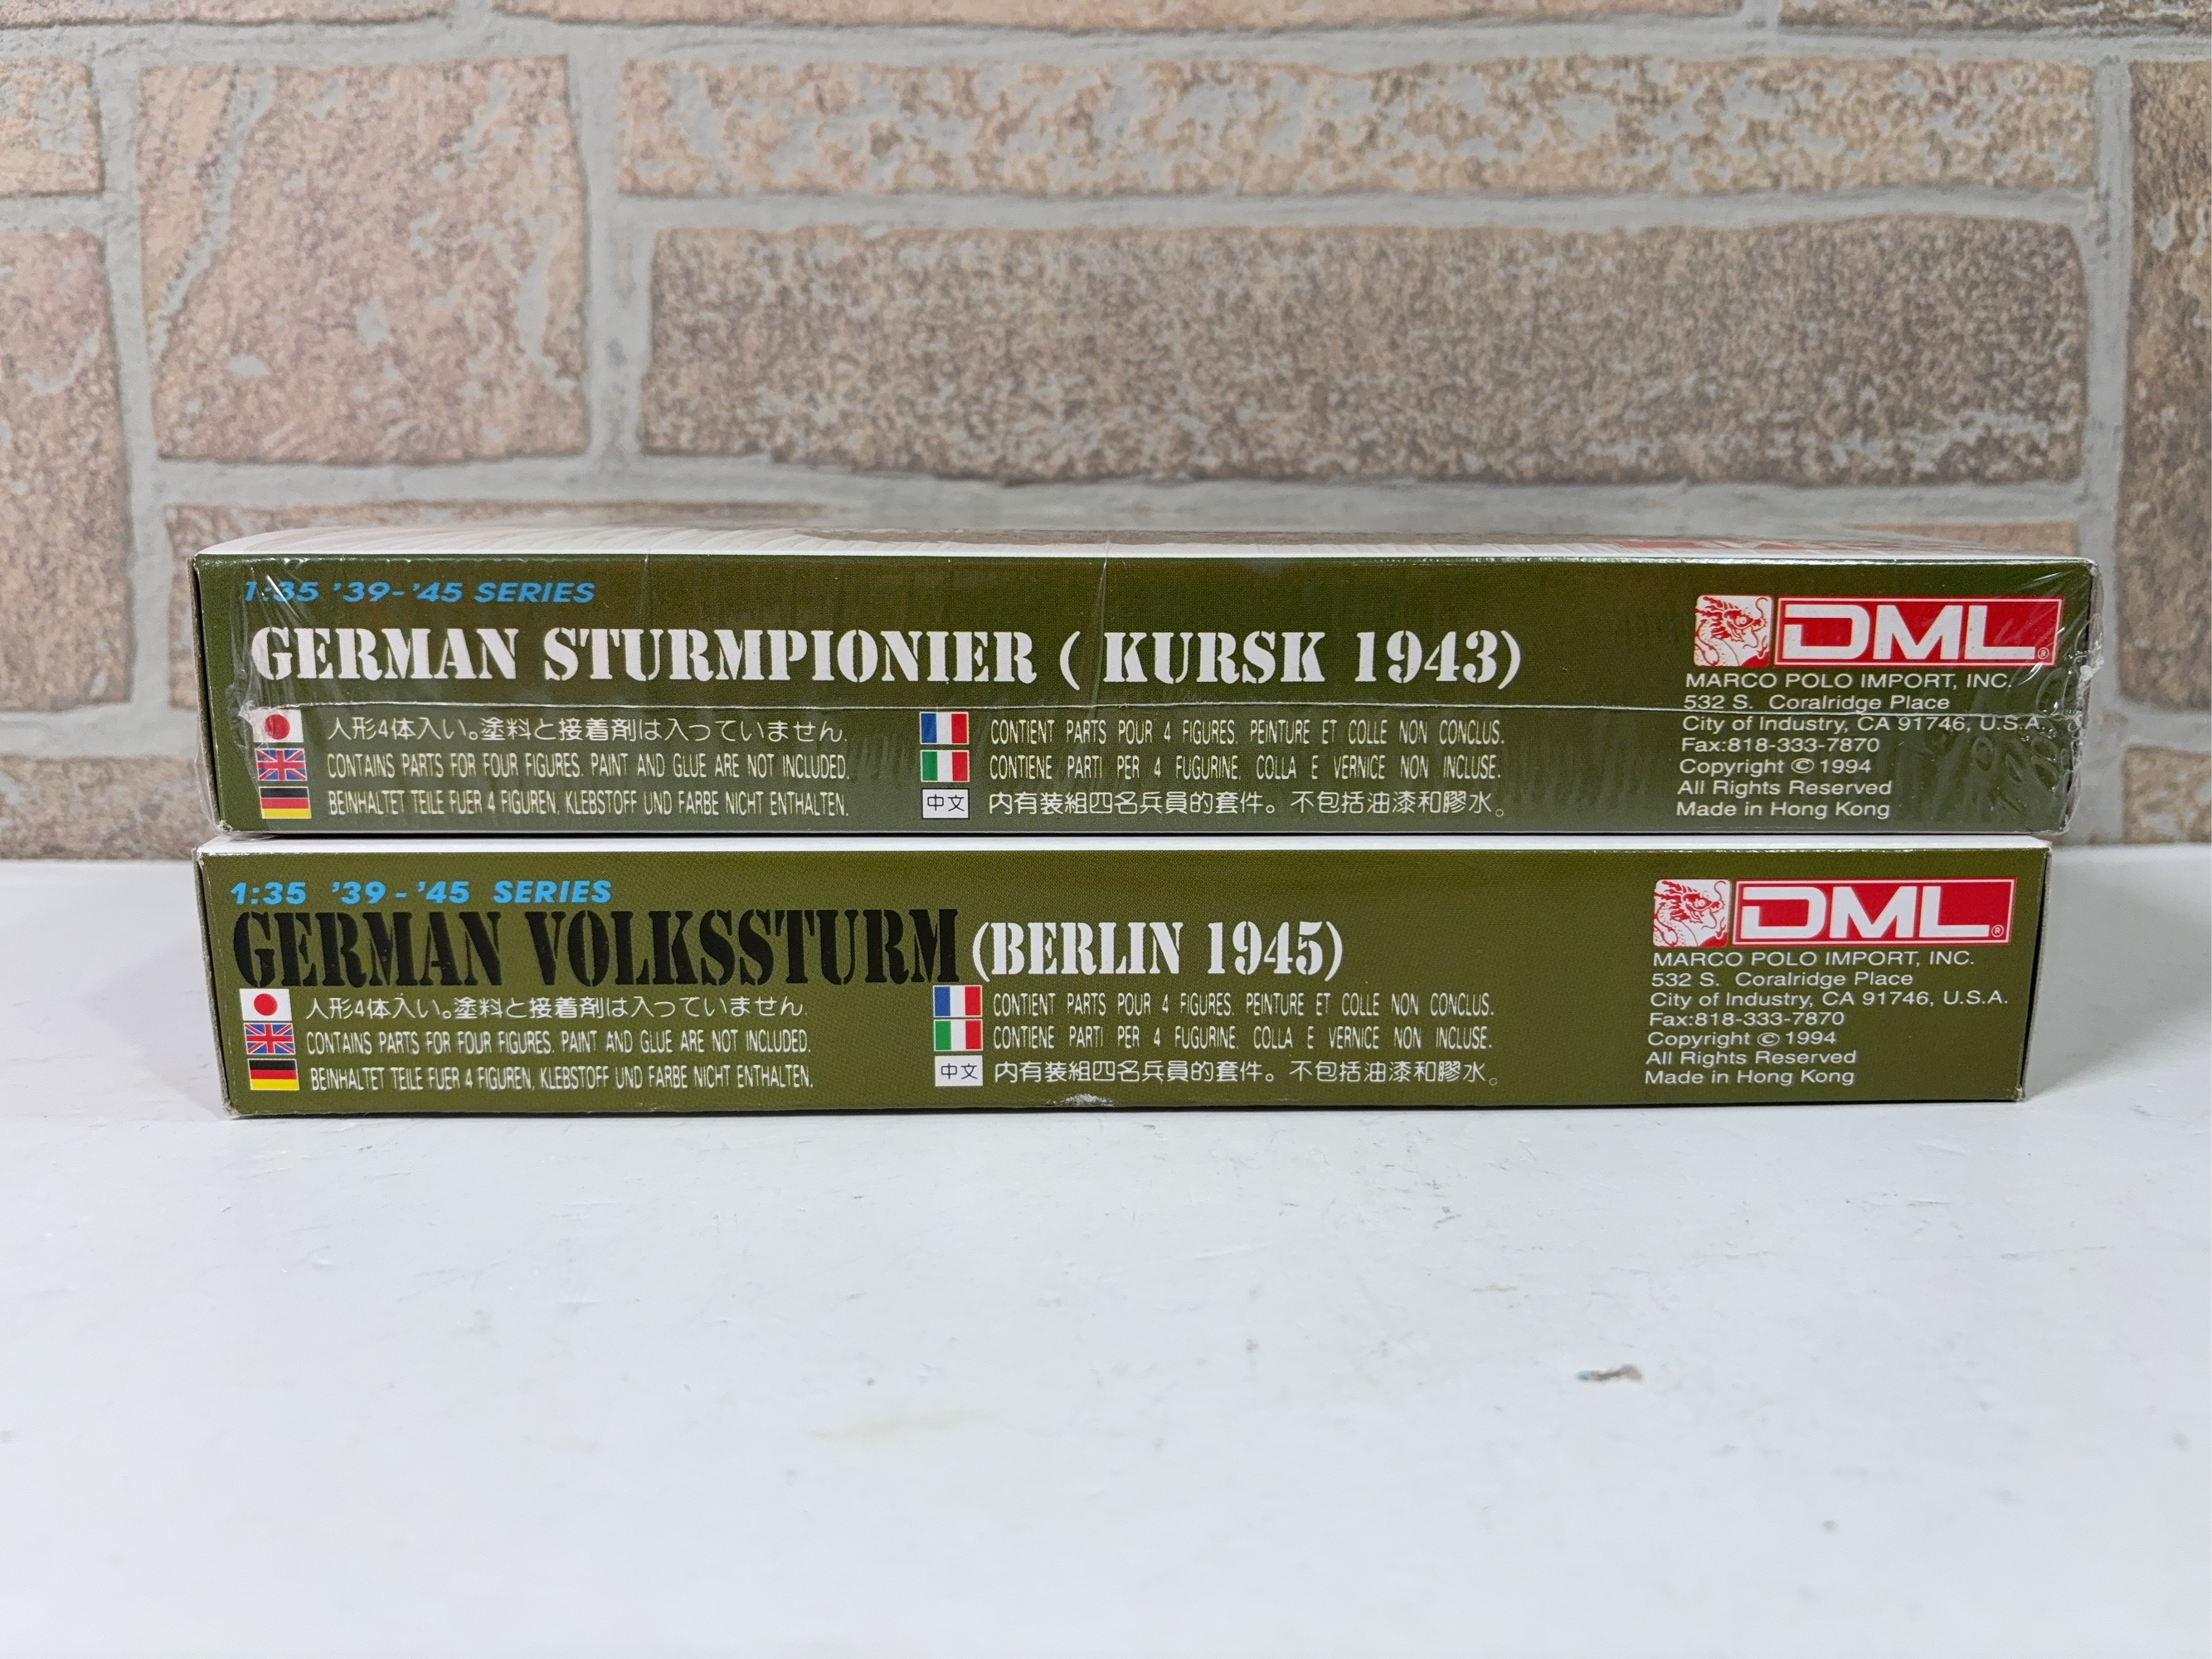 1:35 '39-'45 SERIES
GERMAN STURMPIONIER ( KURSK 1943)
人形4体入い。塗料と接着剤は入っていません.
CONTAINS PARTS FOR FOUR FIGURES. PAINT AND GLUE ARE NOT INCLUDED.
BEINHALTET TEILE FUER 4 FIGUREN, KLEBSTOFF UND FARBE NICHT ENTHALTEN.
CONTIENT PARTS POUR 4 FIGURES. PEINTURE ET COLLE NON CONCLUS.
CONTIENE PARTI PER 4 FUGURINE, COLLA E VERNICE NON INCLUSE.
中文 内有装組四名兵員的套件。不包括油漆和膠水。
DML®
MARCO POLO IMPORT, INC.
532 S. Coralridge Place
City of Industry, CA 91746, U.S.A.
Fax:818-333-7870
Copyright ©1994
All Rights Reserved
Made in Hong Kong
1:35 '39-'45 SERIES
GERMAN VOLKSSTURM (BERLIN 1945)
人形4体入い。塗料と接着剤は入っていません.
CONTAINS PARTS FOR FOUR FIGURES. PAINT AND GLUE ARE NOT INCLUDED.
BEINHALTET TEILE FUER 4 FIGUREN, KLEBSTOFF UND FARBE NICHT ENTHALTEN.
CONTIENT PARTS POUR 4 FIGURES. PEINTURE ET COLLE NON CONCLUS.
CONTIENE PARTI PER 4 FUGURINE, COLLA E VERNICE NON INCLUSE.
中文 内有装組四名兵員的套件。不包括油漆和膠水。
DML®
MARCO POLO IMPORT, INC.
532 S. Coralridge Place
City of Industry, CA 91746, U.S.A.
Fax:818-333-7870
Copyright ©1994
All Rights Reserved
Made in Hong Kong